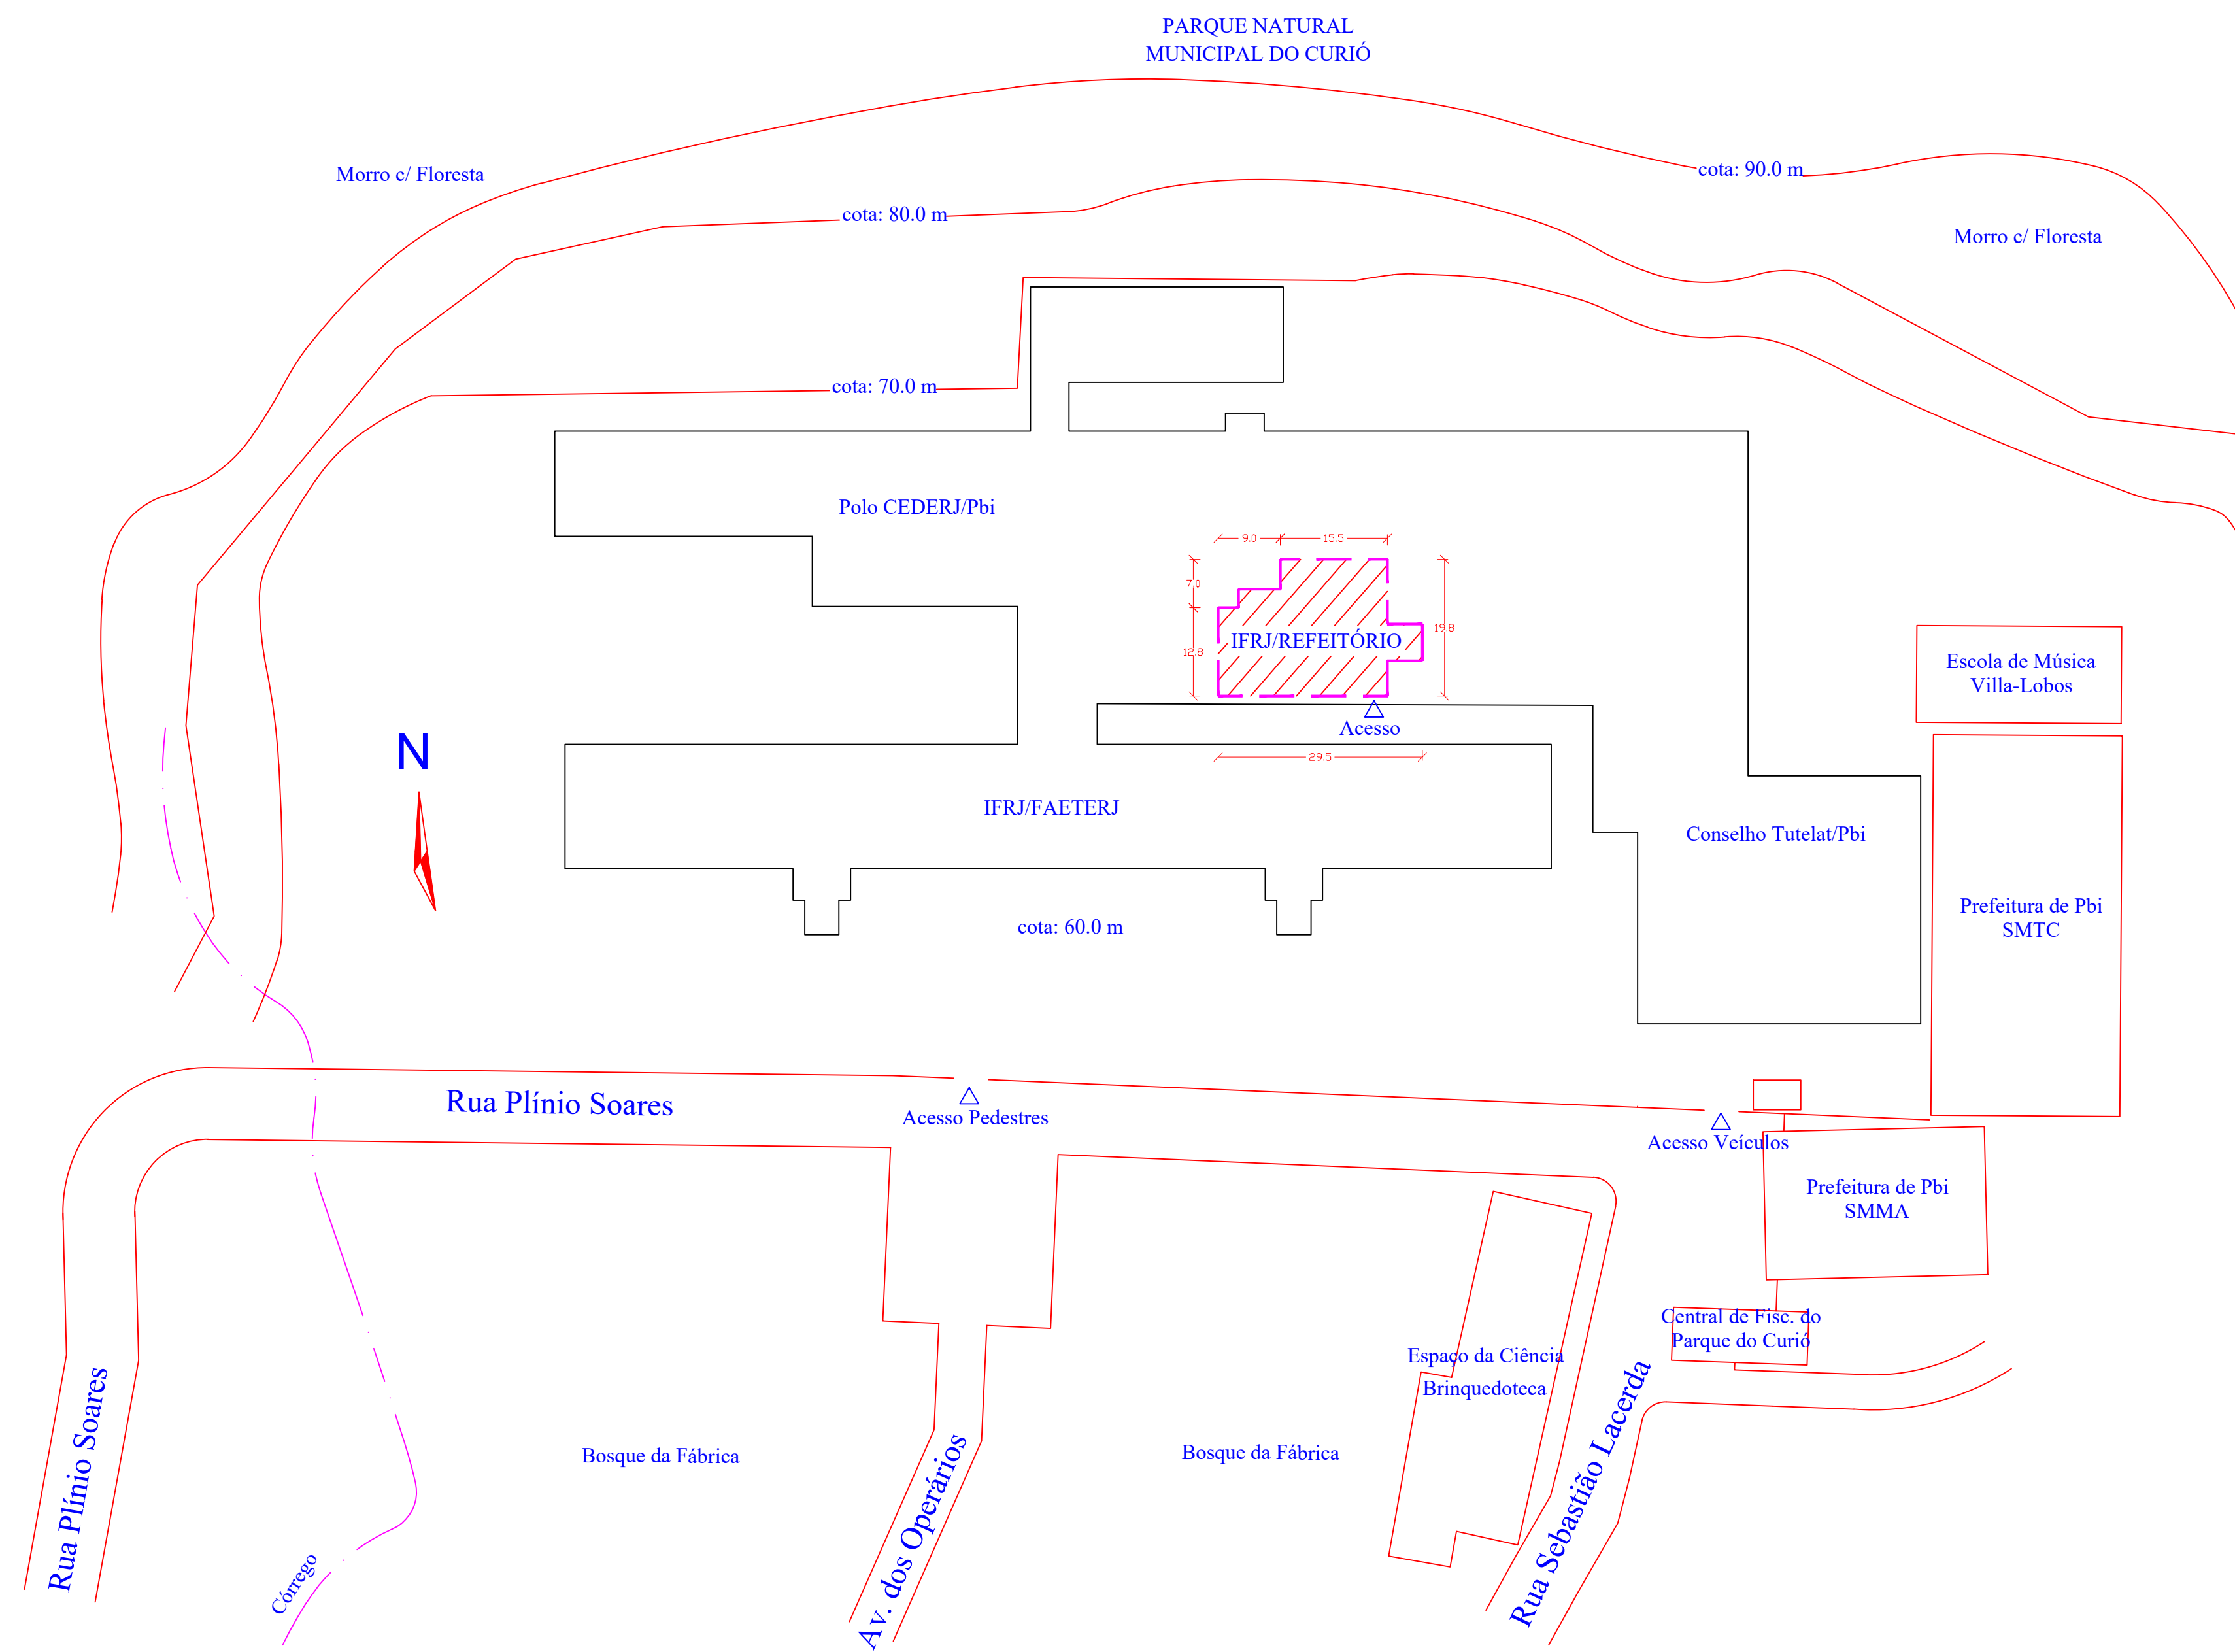 PARQUE NATURAL
MUNICIPAL DO CURIÓ
cota: 90.0 m
Morro c/ Floresta
cota: 80.0 m
Morro c/ Floresta
cota: 70.0 m
Polo CEDERJ/Pbi
9.0
15.5
7.0
19.8
IFRJ/REFEITÓRIO
12.8
Escola de Música
Villa-Lobos
Acesso
N
29.5
IFRJ/FAETERJ
Conselho Tutelat/Pbi
Prefeitura de Pbi
SMTC
cota: 60.0 m
Rua Plínio Soares
Acesso Pedestres
Acesso Veículos
Prefeitura de Pbi
SMMA
Central de Fisc. do
Parque do Curió
Espaço da Ciência
Brinquedoteca
Rua Plínio Soares
Bosque da Fábrica
Bosque da Fábrica
Av. dos Operários
Rua Sebastião Lacerda
Córrego